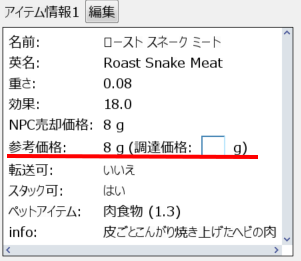 アイテム情報1 編集
名前: ロースト スネーク ミート
英名: Roast Snake Meat
重さ: 0.08
効果: 18.0
NPC売却価格: 8 g
参考価格: 8 g (調達価格: g)
転送可: いいえ
スタック可: はい
ペットアイテム: 肉食物 (1.3)
info: 皮ごとこんがり焼き上げたヘビの肉